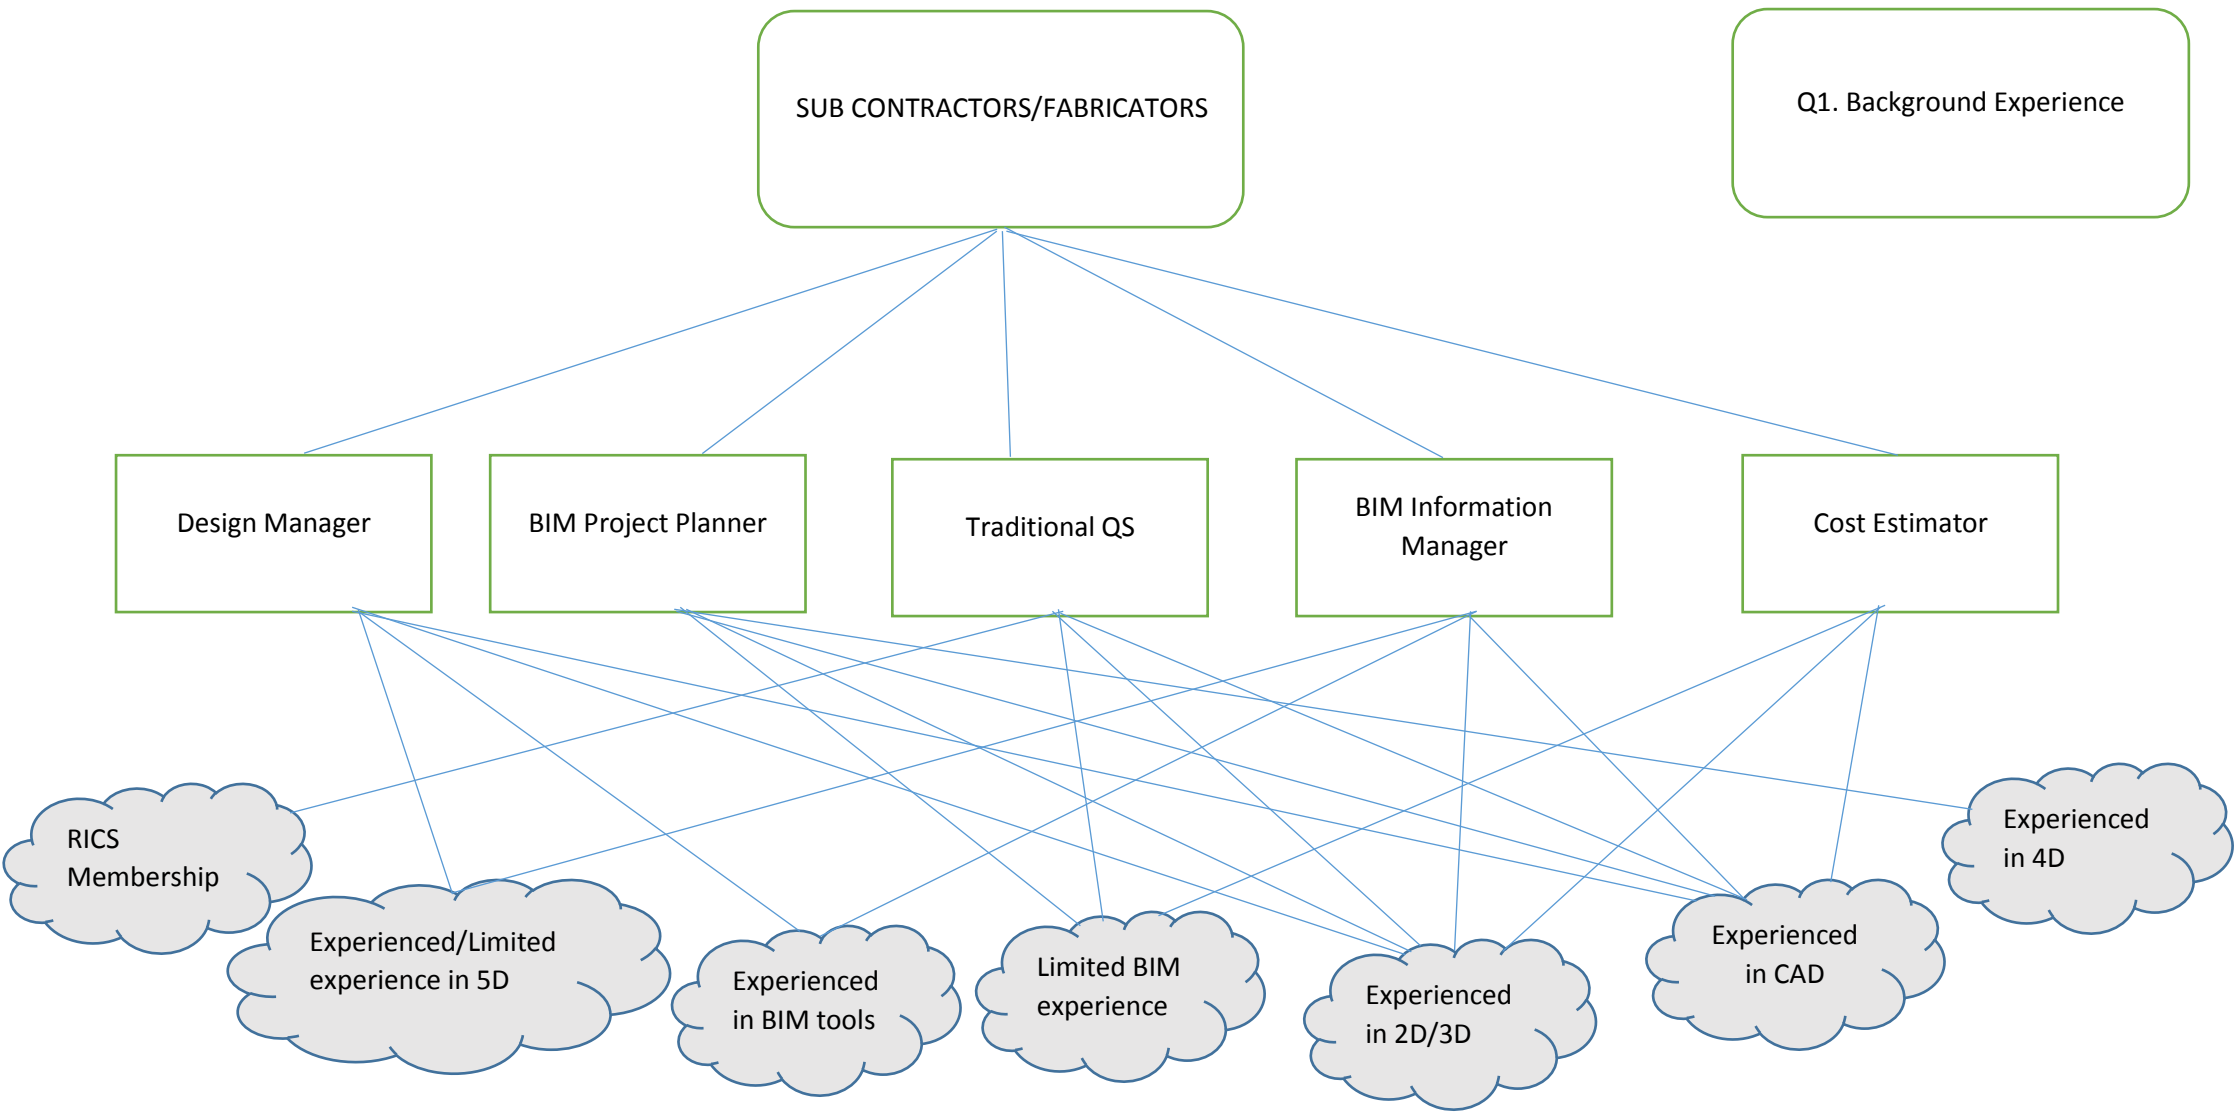 SUB CONTRACTORS/FABRICATORS
Q1. Background Experience
Design Manager
BIM Project Planner
Traditional QS
BIM Information
Manager
Cost Estimator
RICS
Membership
Experienced/Limited
experience in 5D
Experienced
in BIM tools
Limited BIM
experience
Experienced
in 2D/3D
Experienced
in CAD
Experienced
in 4D